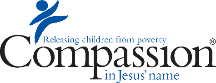 Releasing children from poverty
Compassion®
in Jesus' name